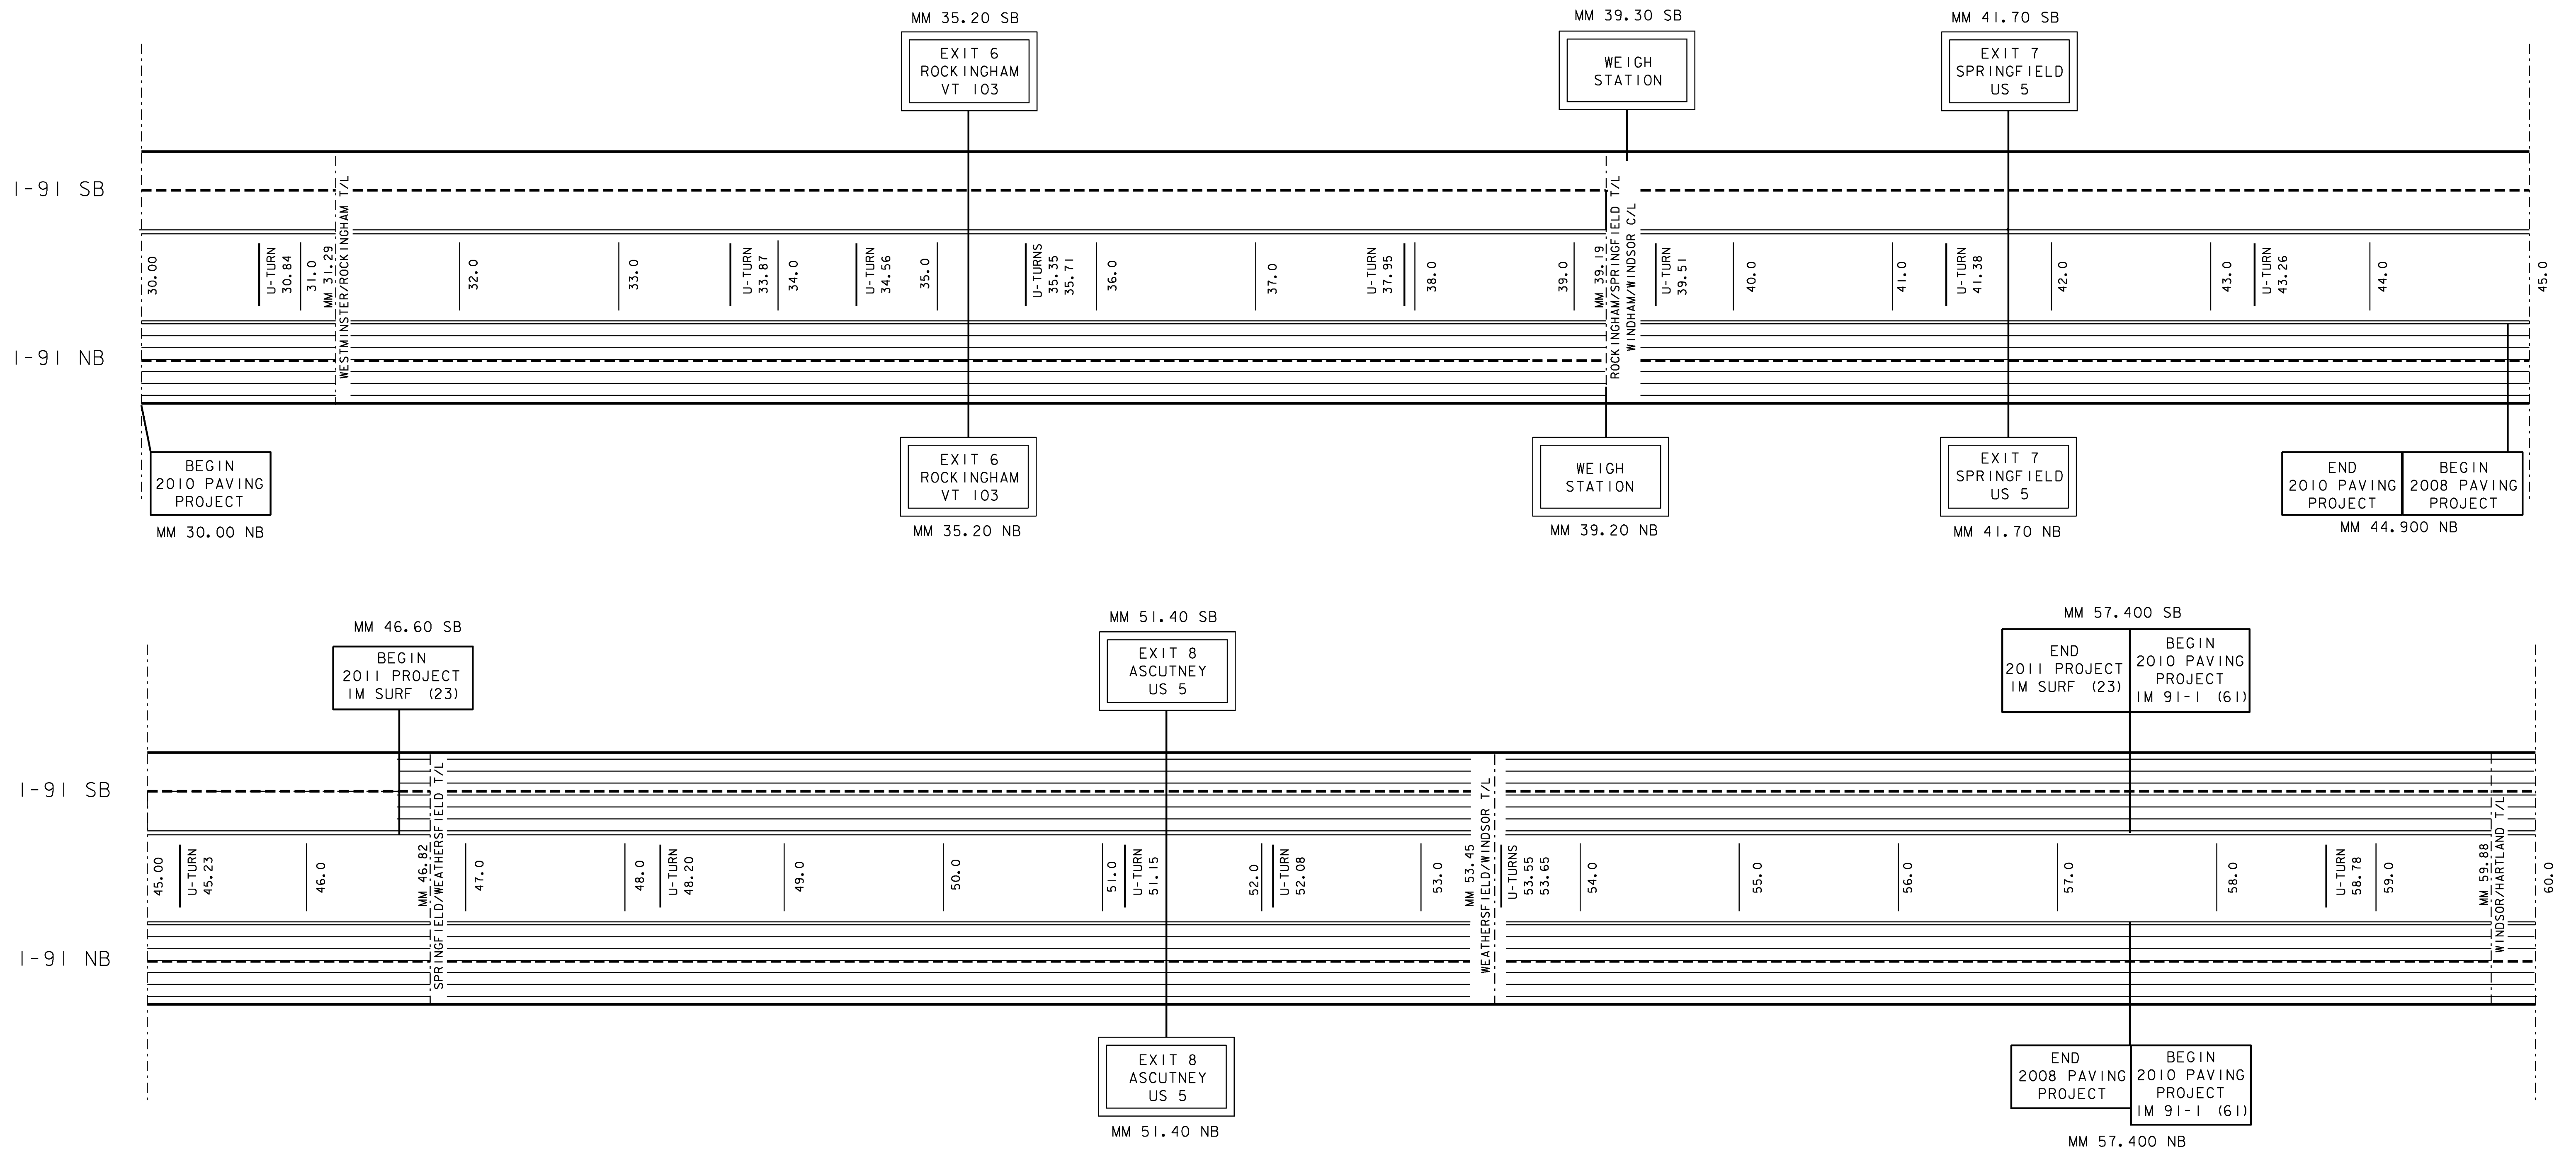 MM 35.20 SB
EXIT 6
ROCKINGHAM
VT 103
MM 39.30 SB
WEIGH
STATION
MM 41.70 SB
EXIT 7
SPRINGFIELD
US 5
I-91 SB
30.00
U-TURN
30.84
31.0
MM 31.29
WESTMINSTER/ROCKINGHAM T/L
32.0
33.0
U-TURN
33.87
34.0
U-TURN
34.56
35.0
U-TURNS
35.35
35.71
36.0
37.0
U-TURN
37.95
38.0
39.0
MM 39.19
ROCKINGHAM/SPRINGFIELD T/L
WINDHAM/WINDSOR C/L
U-TURN
39.51
40.0
41.0
U-TURN
41.38
42.0
43.0
U-TURN
43.26
44.0
45.0
I-91 NB
BEGIN
2010 PAVING
PROJECT
MM 30.00 NB
EXIT 6
ROCKINGHAM
VT 103
MM 35.20 NB
WEIGH
STATION
MM 39.20 NB
EXIT 7
SPRINGFIELD
US 5
MM 41.70 NB
END
2010 PAVING
PROJECT
BEGIN
2008 PAVING
PROJECT
MM 44.900 NB
MM 46.60 SB
BEGIN
2011 PROJECT
IM SURF (23)
MM 51.40 SB
EXIT 8
ASCUTNEY
US 5
MM 57.400 SB
END
2011 PROJECT
IM SURF (23)
BEGIN
2010 PAVING
PROJECT
IM 91-1 (61)
I-91 SB
45.00
U-TURN
45.23
46.0
MM 46.82
SPRINGFIELD/WEATHERSFIELD T/L
47.0
48.0
U-TURN
48.20
49.0
50.0
51.0
U-TURN
51.15
52.0
U-TURN
52.08
53.0
MM 53.45
WEATHERSFIELD/WINDSOR T/L
U-TURNS
53.55
53.65
54.0
55.0
56.0
57.0
58.0
U-TURN
58.78
59.0
MM 59.88
WINDSOR/HARTLAND T/L
60.0
I-91 NB
EXIT 8
ASCUTNEY
US 5
MM 51.40 NB
END
2008 PAVING
PROJECT
BEGIN
2010 PAVING
PROJECT
IM 91-1 (61)
MM 57.400 NB